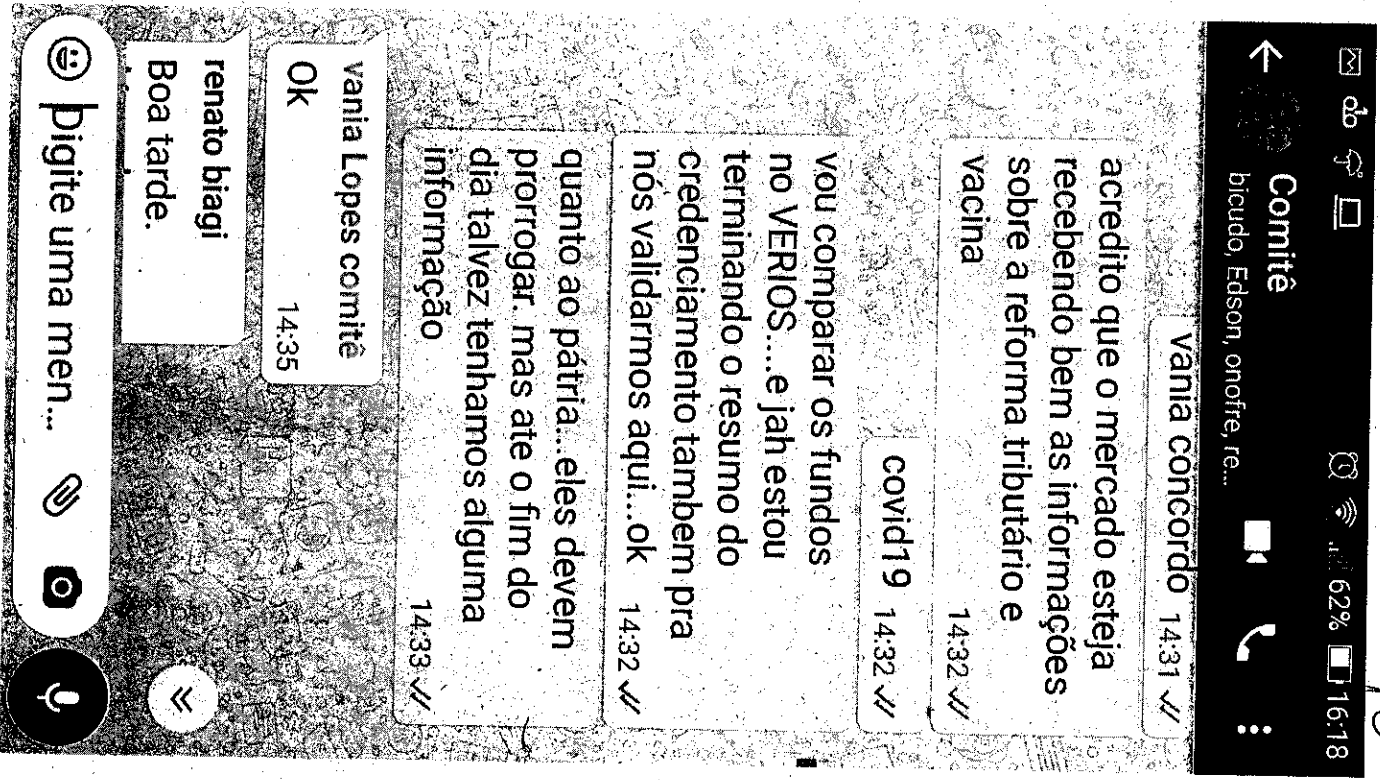 62% 16:18
Comitê
bicudo, Edson, onofre, re...
vania concordo 14:31
acredito que o mercado esteja
recebendo bem as informações
sobre a reforma tributário e
vacina
14:32
covid19 14:32
vou comparar os fundos
no VERIOS....e jah estou
terminando o resumo do
credenciamento tambem pra
nós validarmos aqui...ok
14:32
quanto ao pátria...eles devem
prorrogar. mas ate o fim do
dia talvez tenhamos alguma
informação
14:33
vania Lopes comitê
Ok
14:35
renato biagi
Boa tarde.
Digite uma men...